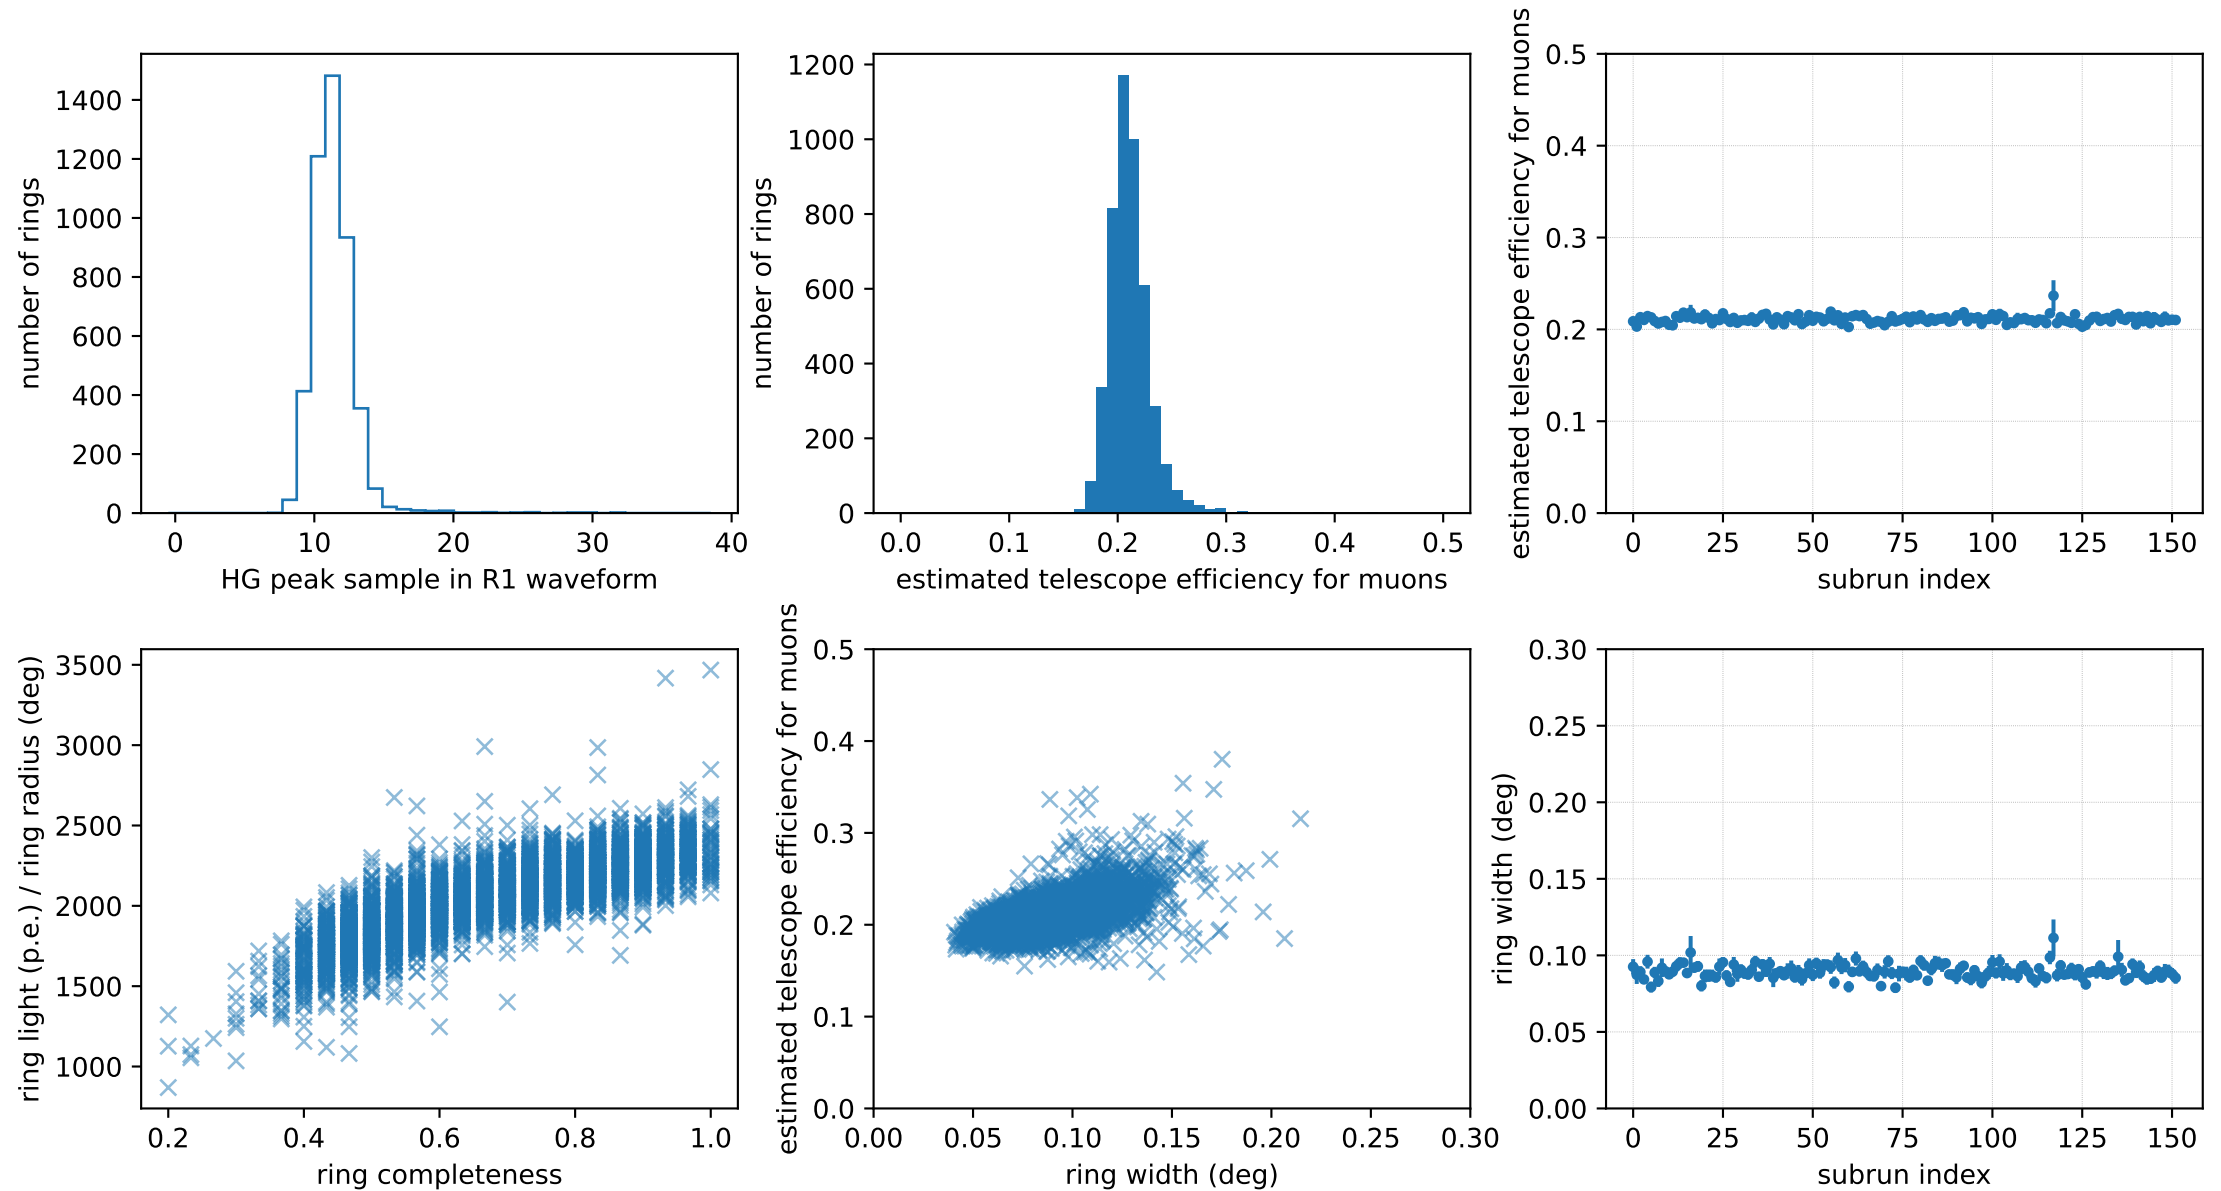 number of rings
1400
1200
1000
800
600
400
200
0
0 10 20 30 40
HG peak sample in R1 waveform
number of rings
1200
1000
800
600
400
200
0
0.0 0.1 0.2 0.3 0.4 0.5
estimated telescope efficiency for muons
estimated telescope efficiency for muons
0.5
0.4
0.3
0.2
0.1
0.0
0 25 50 75 100 125 150
subrun index
ring light (p.e.) / ring radius (deg)
3500
3000
2500
2000
1500
1000
0.2 0.4 0.6 0.8 1.0
ring completeness
estimated telescope efficiency for muons
0.5
0.4
0.3
0.2
0.1
0.0
0.00 0.05 0.10 0.15 0.20 0.25 0.30
ring width (deg)
ring width (deg)
0.30
0.25
0.20
0.15
0.10
0.05
0.00
0 25 50 75 100 125 150
subrun index